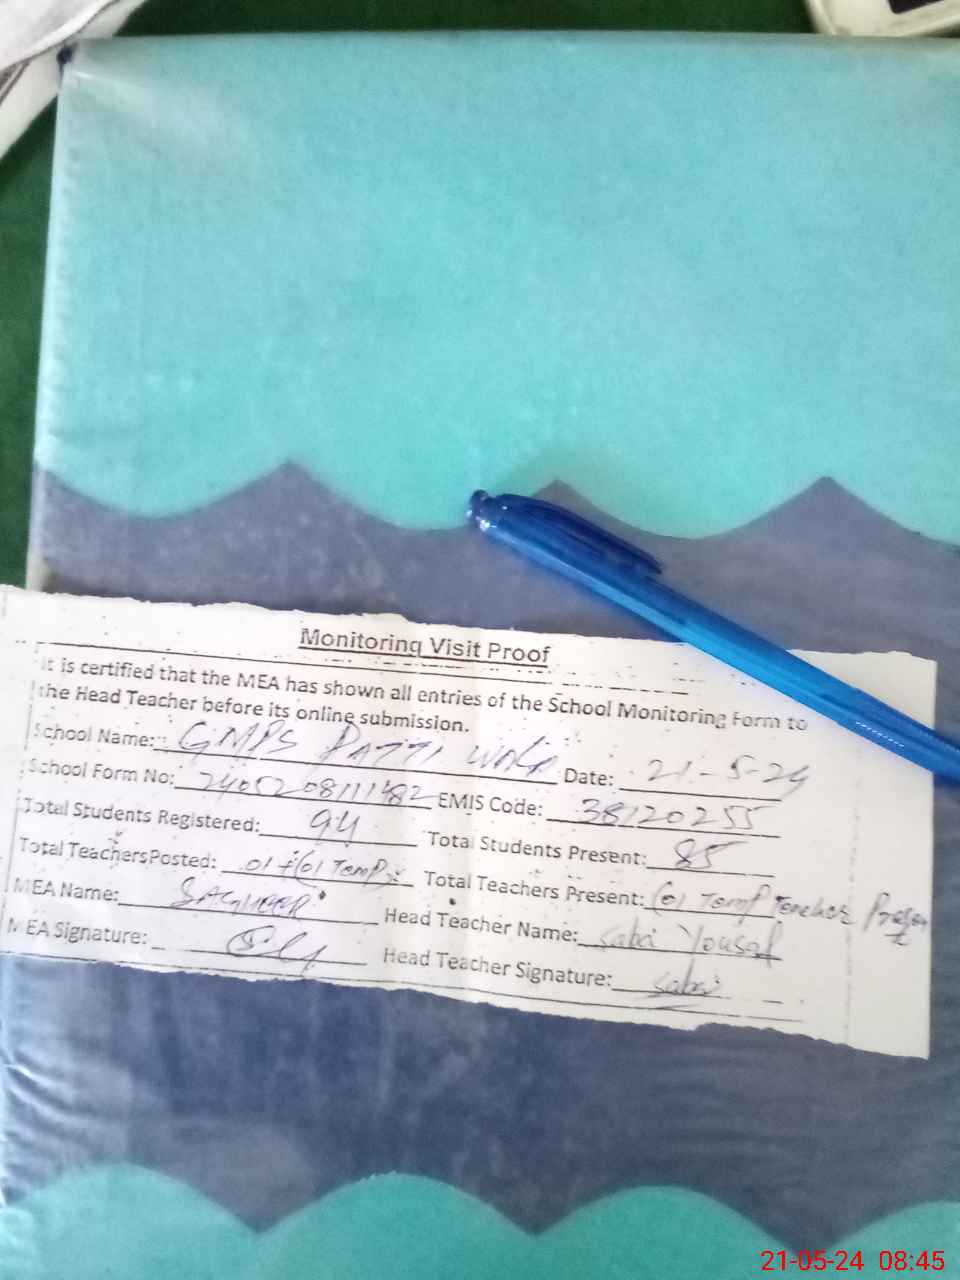 Monitoring Visit Proof
It is certified that the MEA has shown all entries of the School Monitoring Form to
the Head Teacher before its online submission.
School Name: GMPS PATTI WALA Date: 21-5-24
School Form No: 2405208111482 EMIS Code: 38120255
Total Students Registered: 94 Total Students Present: 85
Total TeachersPosted: 01+(01 Temp) Total Teachers Present: (01 Temp Teacher Present
MEA Name: SAGHEER Head Teacher Name: Saba Yousaf
MEA Signature: Head Teacher Signature: Saba
21-05-24 08:45